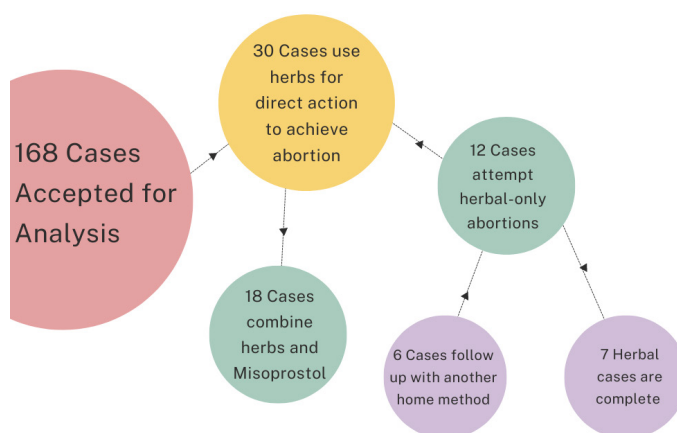 168 Cases
Accepted for
Analysis
30 Cases use
herbs for
direct action
to achieve
abortion
12 Cases
attempt
herbal-only
abortions
18 Cases
combine
herbs and
Misoprostol
6 Cases follow
up with another
home method
7 Herbal
cases are
complete